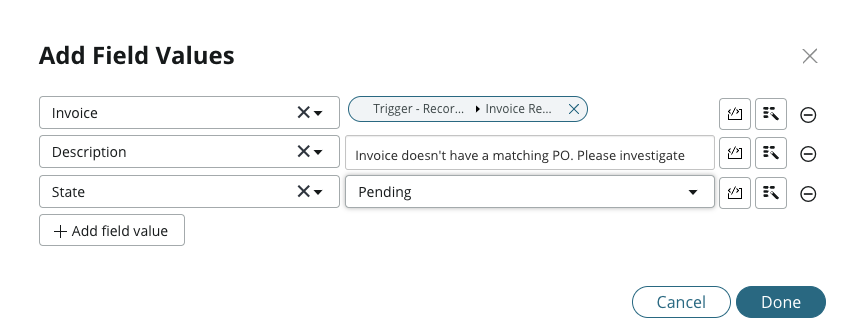 Add Field Values
Invoice Trigger - Recor... Invoice Re...
Description Invoice doesn't have a matching PO. Please investigate
State Pending
+ Add field value
Cancel Done